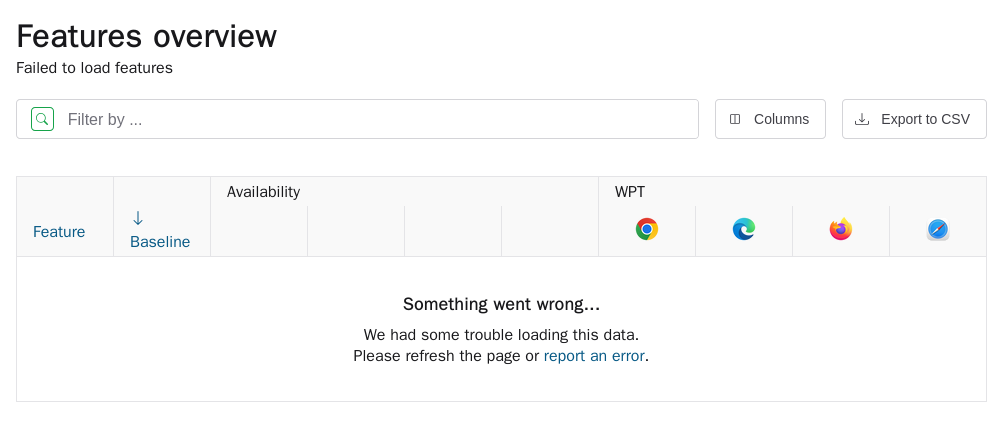 Features overview
Failed to load features
Filter by ...
Columns
Export to CSV
Availability
WPT
Feature
↓
Baseline
Something went wrong...
We had some trouble loading this data.
Please refresh the page or report an error.